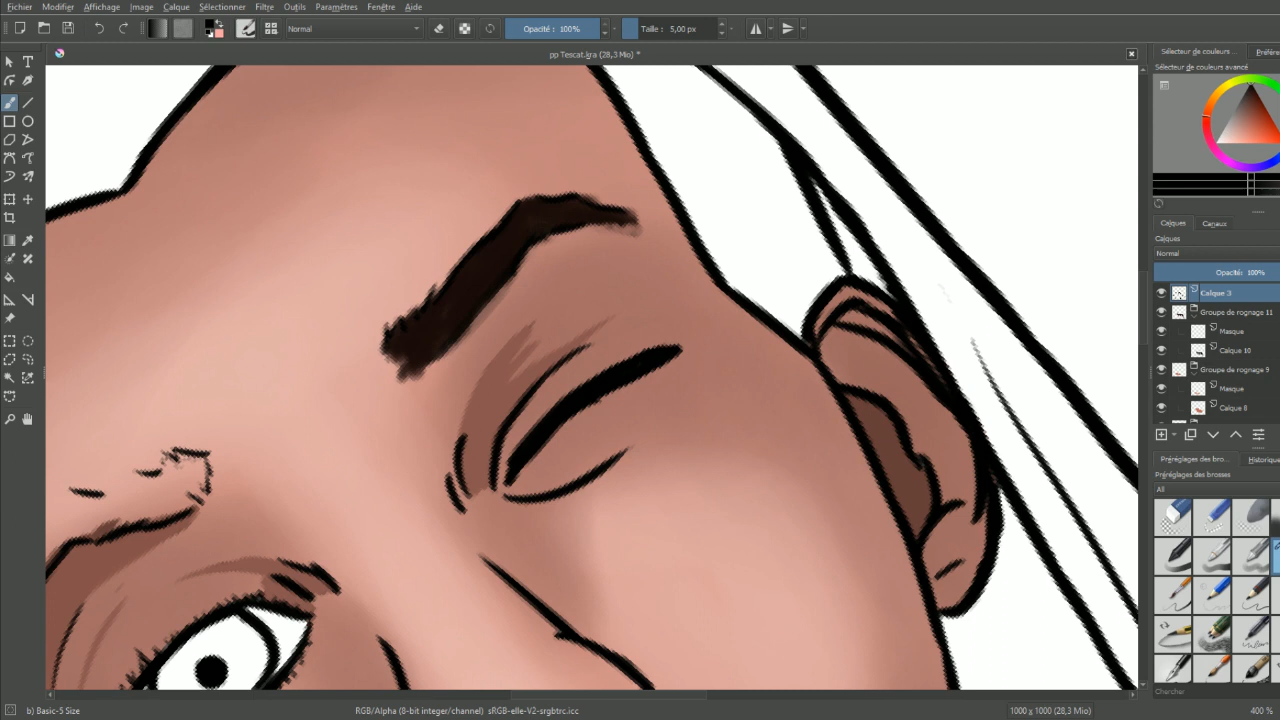 Fichier Modifier Affichage Image Calque Sélectionner Filtre Outils Paramètres Fenêtre Aide
Normal Opacité : 100% Taille : 5,00 px
pp Tescat.kra (28,3 Mio) *
Sélecteur de couleurs ... Préfére
Sélecteur de couleurs avancé
Calques Canaux
Calques
Normal
Opacité : 100%
Calque 3
Groupe de rognage 11
Masque
Calque 10
Groupe de rognage 9
Masque
Calque 8
Préréglages des bro... Historique
Préréglages des brosses
All
Chercher
b) Basic-5 Size RGB/Alpha (8-bit integer/channel) sRGB-elle-V2-srgbtrc.icc 1000 x 1000 (28,3 Mio) 400 %